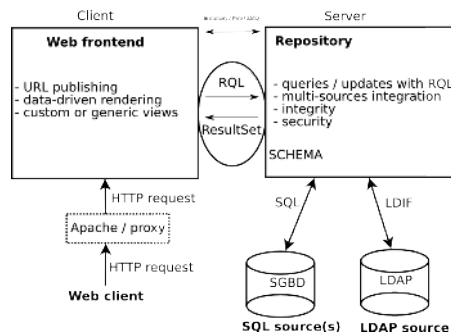 Client
Server
Web frontend
- URL publishing
- data-driven rendering
- custom or generic views
RQL
ResultSet
Repository
- queries / updates with RQL
- multi-sources integration
- integrity
- security
SCHEMA
HTTP request
Apache / proxy
HTTP request
Web client
SQL
LDIF
SGBD
LDAP
SQL source(s)
LDAP source